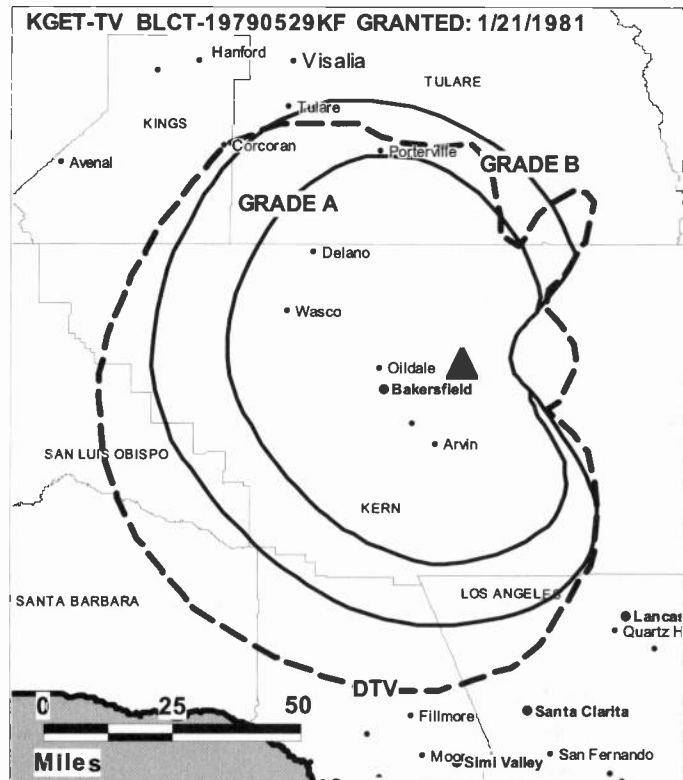 KGET-TV BLCT-19790529KF GRANTED: 1/21/1981
Hanford
Visalia
TULARE
Tulare
KINGS
Corcoran
Avenal
Porterville
GRADE B
GRADE A
Delano
Wasco
Oildale
Bakersfield
Arvin
SAN LUIS OBISPO
KERN
SANTA BARBARA
LOS ANGELES
Lancas
Quartz H
DTV
0 25 50
Fillmore
Santa Clarita
Miles
Moor
Simi Valley
San Fernando